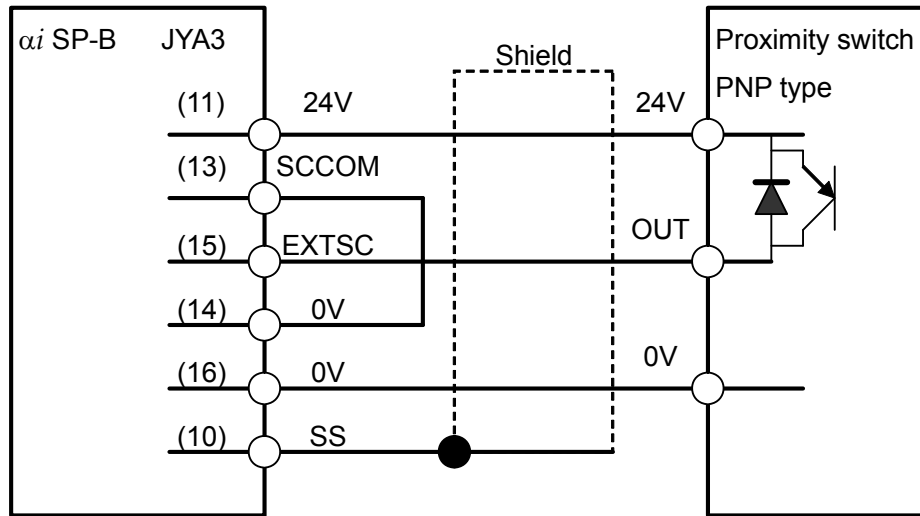 αi SP-B JYA3
Proximity switch
Shield
PNP type
(11) 24V 24V
(13) SCCOM
(15) EXTSC OUT
(14) 0V
(16) 0V 0V
(10) SS